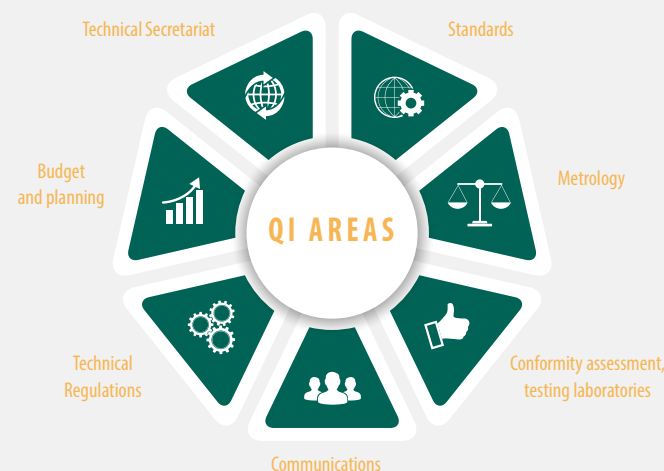 Technical Secretariat
Standards
Budget
and planning
Metrology
QI AREAS
Technical
Regulations
Conformity assessment,
testing laboratories
Communications